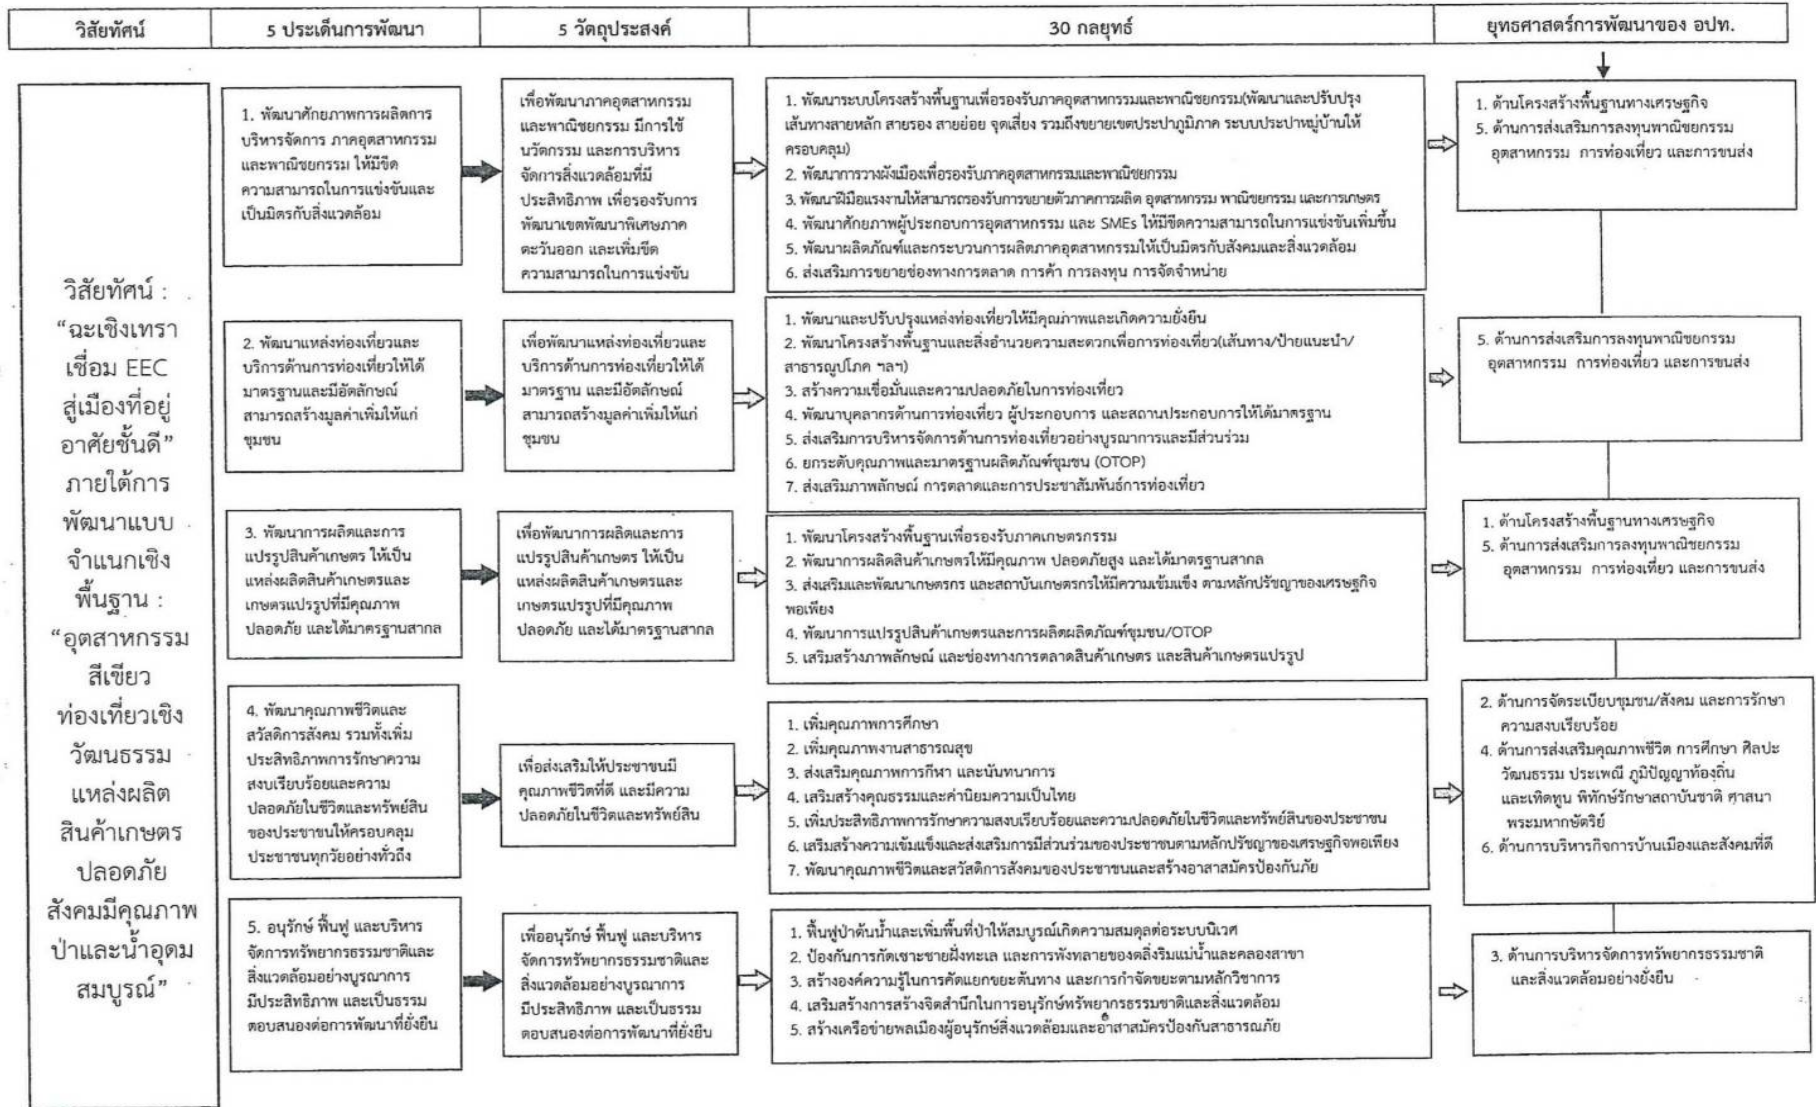 วิสัยทัศน์
5 ประเด็นการพัฒนา
5 วัตถุประสงค์
30 กลยุทธ์
ยุทธศาสตร์การพัฒนาของ อปท.
วิสัยทัศน์ :
“ฉะเชิงเทรา
เชื่อม EEC
สู่เมืองที่อยู่
อาศัยชั้นดี”
ภายใต้การ
พัฒนาแบบ
จำแนกเชิง
พื้นฐาน :
“อุตสาหกรรม
สีเขียว
ท่องเที่ยวเชิง
วัฒนธรรม
แหล่งผลิต
สินค้าเกษตร
ปลอดภัย
สังคมมีคุณภาพ
ป่าและน้ำอุดม
สมบูรณ์”
1. พัฒนาศักยภาพการผลิตการ
บริหารจัดการ ภาคอุตสาหกรรม
และพาณิชยกรรม ให้มีขีด
ความสามารถในการแข่งขันและ
เป็นมิตรกับสิ่งแวดล้อม
เพื่อพัฒนาภาคอุตสาหกรรม
และพาณิชยกรรม มีการใช้
นวัตกรรม และการบริหาร
จัดการสิ่งแวดล้อมที่มี
ประสิทธิภาพ เพื่อรองรับการ
พัฒนาเขตพัฒนาพิเศษภาค
ตะวันออก และเพิ่มขีด
ความสามารถในการแข่งขัน
1. พัฒนาระบบโครงสร้างพื้นฐานเพื่อรองรับภาคอุตสาหกรรมและพาณิชยกรรม(พัฒนาและปรับปรุง
เส้นทางสายหลัก สายรอง สายย่อย จุดเสี่ยง รวมถึงขยายเขตประปาภูมิภาค ระบบประปาหมู่บ้านให้
ครอบคลุม)
2. พัฒนาการวางผังเมืองเพื่อรองรับภาคอุตสาหกรรมและพาณิชยกรรม
3. พัฒนาฝีมือแรงงานให้สามารถรองรับการขยายตัวภาคการผลิต อุตสาหกรรม พาณิชยกรรม และการเกษตร
4. พัฒนาศักยภาพผู้ประกอบการอุตสาหกรรม และ SMEs ให้มีขีดความสามารถในการแข่งขันเพิ่มขึ้น
5. พัฒนาผลิตภัณฑ์และกระบวนการผลิตภาคอุตสาหกรรมให้เป็นมิตรกับสังคมและสิ่งแวดล้อม
6. ส่งเสริมการขยายช่องทางการตลาด การค้า การลงทุน การจัดจำหน่าย
1. ด้านโครงสร้างพื้นฐานทางเศรษฐกิจ
5. ด้านการส่งเสริมการลงทุนพาณิชยกรรม
อุตสาหกรรม การท่องเที่ยว และการขนส่ง
2. พัฒนาแหล่งท่องเที่ยวและ
บริการด้านการท่องเที่ยวให้ได้
มาตรฐานและมีอัตลักษณ์
สามารถสร้างมูลค่าเพิ่มให้แก่
ชุมชน
เพื่อพัฒนาแหล่งท่องเที่ยวและ
บริการด้านการท่องเที่ยวให้ได้
มาตรฐาน และมีอัตลักษณ์
สามารถสร้างมูลค่าเพิ่มให้แก่
ชุมชน
1. พัฒนาและปรับปรุงแหล่งท่องเที่ยวให้มีคุณภาพและเกิดความยั่งยืน
2. พัฒนาโครงสร้างพื้นฐานและสิ่งอำนวยความสะดวกเพื่อการท่องเที่ยว(เส้นทาง/ป้ายแนะนำ/
สาธารณูปโภค ฯลฯ)
3. สร้างความเชื่อมั่นและความปลอดภัยในการท่องเที่ยว
4. พัฒนาบุคลากรด้านการท่องเที่ยว ผู้ประกอบการ และสถานประกอบการให้ได้มาตรฐาน
5. ส่งเสริมการบริหารจัดการด้านการท่องเที่ยวอย่างบูรณาการและมีส่วนร่วม
6. ยกระดับคุณภาพและมาตรฐานผลิตภัณฑ์ชุมชน (OTOP)
7. ส่งเสริมภาพลักษณ์ การตลาดและการประชาสัมพันธ์การท่องเที่ยว
5. ด้านการส่งเสริมการลงทุนพาณิชยกรรม
อุตสาหกรรม การท่องเที่ยว และการขนส่ง
3. พัฒนาการผลิตและการ
แปรรูปสินค้าเกษตร ให้เป็น
แหล่งผลิตสินค้าเกษตรและ
เกษตรแปรรูปที่มีคุณภาพ
ปลอดภัย และได้มาตรฐานสากล
เพื่อพัฒนาการผลิตและการ
แปรรูปสินค้าเกษตร ให้เป็น
แหล่งผลิตสินค้าเกษตรและ
เกษตรแปรรูปที่มีคุณภาพ
ปลอดภัย และได้มาตรฐานสากล
1. พัฒนาโครงสร้างพื้นฐานเพื่อรองรับภาคเกษตรกรรม
2. พัฒนาการผลิตสินค้าเกษตรให้มีคุณภาพ ปลอดภัยสูง และได้มาตรฐานสากล
3. ส่งเสริมและพัฒนาเกษตรกร และสถาบันเกษตรกรให้มีความเข้มแข็ง ตามหลักปรัชญาของเศรษฐกิจ
พอเพียง
4. พัฒนาการแปรรูปสินค้าเกษตรและการผลิตผลิตภัณฑ์ชุมชน/OTOP
5. เสริมสร้างภาพลักษณ์ และช่องทางการตลาดสินค้าเกษตร และสินค้าเกษตรแปรรูป
1. ด้านโครงสร้างพื้นฐานทางเศรษฐกิจ
5. ด้านการส่งเสริมการลงทุนพาณิชยกรรม
อุตสาหกรรม การท่องเที่ยว และการขนส่ง
4. พัฒนาคุณภาพชีวิตและ
สวัสดิการสังคม รวมทั้งเพิ่ม
ประสิทธิภาพการรักษาความ
สงบเรียบร้อยและความ
ปลอดภัยในชีวิตและทรัพย์สิน
ของประชาชนให้ครอบคลุม
ประชาชนทุกวัยอย่างทั่วถึง
เพื่อส่งเสริมให้ประชาชนมี
คุณภาพชีวิตที่ดี และมีความ
ปลอดภัยในชีวิตและทรัพย์สิน
1. เพิ่มคุณภาพการศึกษา
2. เพิ่มคุณภาพงานสาธารณสุข
3. ส่งเสริมคุณภาพการกีฬา และนันทนาการ
4. เสริมสร้างคุณธรรมและค่านิยมความเป็นไทย
5. เพิ่มประสิทธิภาพการรักษาความสงบเรียบร้อยและความปลอดภัยในชีวิตและทรัพย์สินของประชาชน
6. เสริมสร้างความเข้มแข็งและส่งเสริมการมีส่วนร่วมของประชาชนตามหลักปรัชญาของเศรษฐกิจพอเพียง
7. พัฒนาคุณภาพชีวิตและสวัสดิการสังคมของประชาชนและสร้างอาสาสมัครป้องกันภัย
2. ด้านการจัดระเบียบชุมชน/สังคม และการรักษา
ความสงบเรียบร้อย
4. ด้านการส่งเสริมคุณภาพชีวิต การศึกษา ศิลปะ
วัฒนธรรม ประเพณี ภูมิปัญญาท้องถิ่น
และเทิดทูน พิทักษ์รักษาสถาบันชาติ ศาสนา
พระมหากษัตริย์
6. ด้านการบริหารกิจการบ้านเมืองและสังคมที่ดี
5. อนุรักษ์ ฟื้นฟู และบริหาร
จัดการทรัพยากรธรรมชาติและ
สิ่งแวดล้อมอย่างบูรณาการ
มีประสิทธิภาพ และเป็นธรรม
ตอบสนองต่อการพัฒนาที่ยั่งยืน
เพื่ออนุรักษ์ ฟื้นฟู และบริหาร
จัดการทรัพยากรธรรมชาติและ
สิ่งแวดล้อมอย่างบูรณาการ
มีประสิทธิภาพ และเป็นธรรม
ตอบสนองต่อการพัฒนาที่ยั่งยืน
1. ฟื้นฟูป่าต้นน้ำและเพิ่มพื้นที่ป่าให้สมบูรณ์เกิดความสมดุลต่อระบบนิเวศ
2. ป้องกันการกัดเซาะชายฝั่งทะเล และการพังทลายของตลิ่งริมแม่น้ำและคลองสาขา
3. สร้างองค์ความรู้ในการคัดแยกขยะต้นทาง และการกำจัดขยะตามหลักวิชาการ
4. เสริมสร้างการสร้างจิตสำนึกในการอนุรักษ์ทรัพยากรธรรมชาติและสิ่งแวดล้อม
5. สร้างเครือข่ายพลเมืองผู้อนุรักษ์สิ่งแวดล้อมและอาสาสมัครป้องกันสาธารณภัย
3. ด้านการบริหารจัดการทรัพยากรธรรมชาติ
และสิ่งแวดล้อมอย่างยั่งยืน